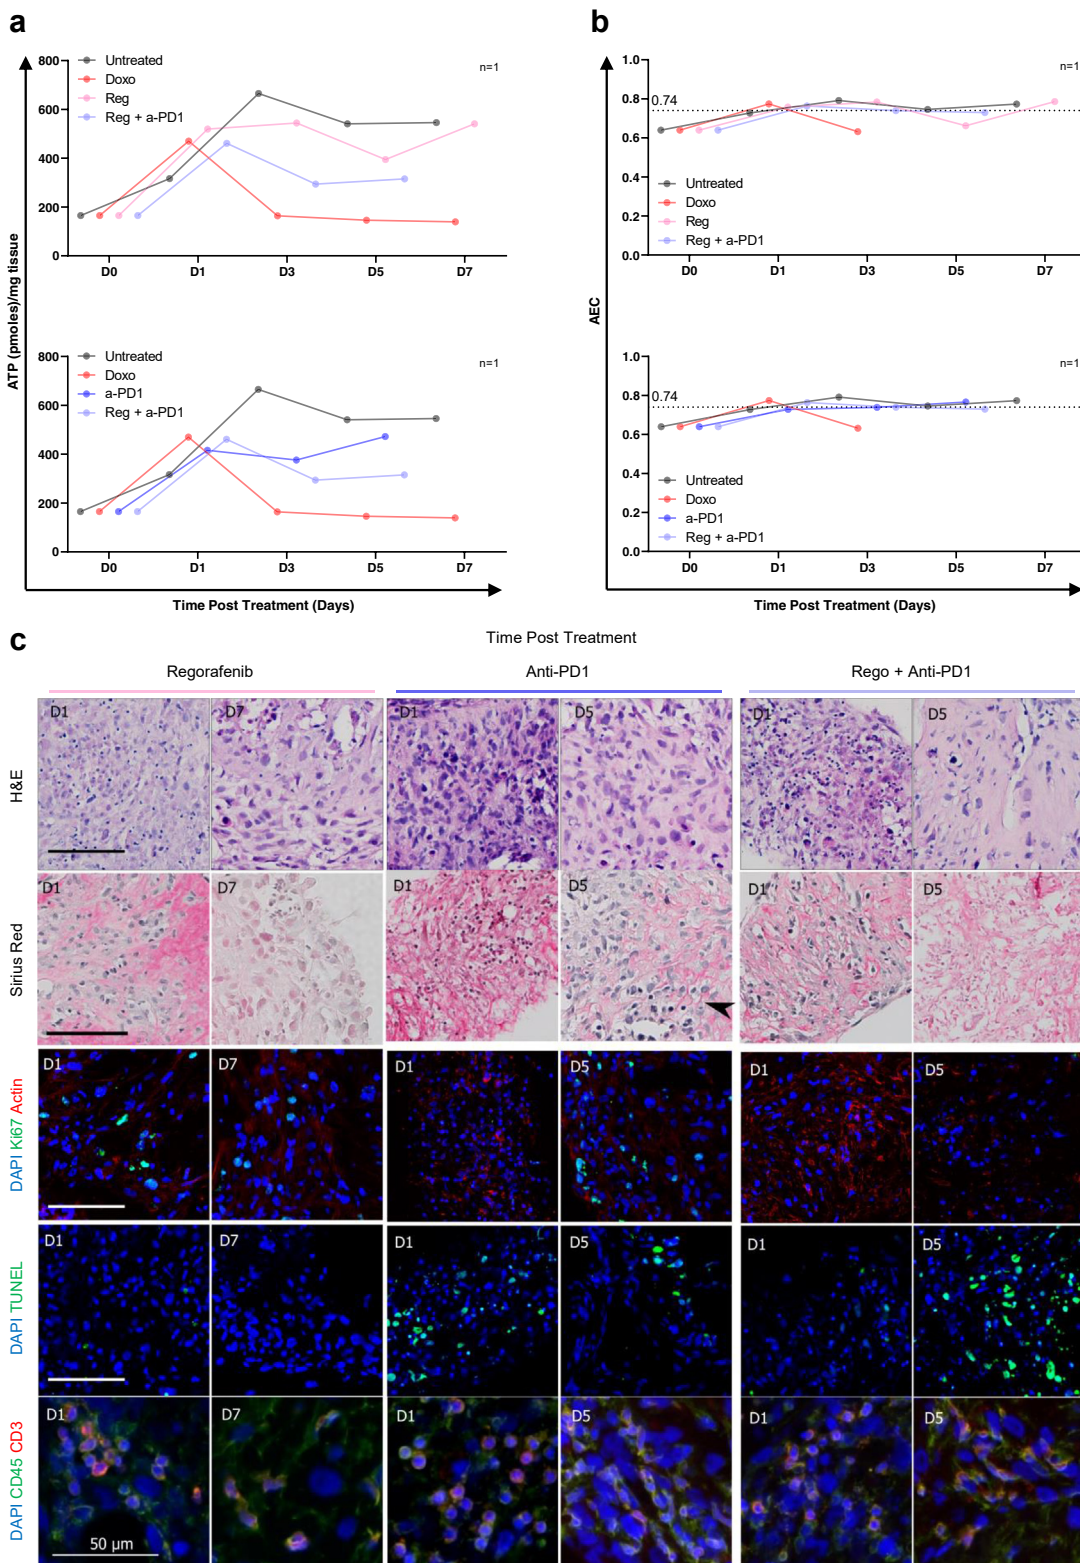 a
ATP (pmoles)/mg tissue
800
600
400
200
0
Untreated
Doxo
Reg
Reg + a-PD1
n=1
D0 D1 D3 D5 D7
800
600
400
200
0
Untreated
Doxo
a-PD1
Reg + a-PD1
n=1
D0 D1 D3 D5 D7
Time Post Treatment (Days)
b
AEC
1.0
0.8
0.6
0.4
0.2
0.0
0.74
n=1
Untreated
Doxo
Reg
Reg + a-PD1
D0 D1 D3 D5 D7
1.0
0.8
0.6
0.4
0.2
0.0
0.74
n=1
Untreated
Doxo
a-PD1
Reg + a-PD1
D0 D1 D3 D5 D7
Time Post Treatment (Days)
c
Time Post Treatment
Regorafenib Anti-PD1 Rego + Anti-PD1
H&E
D1 D7 D1 D5 D1 D5
Sirius Red
D1 D7 D1 D5 D1 D5
DAPI Ki67 Actin
D1 D7 D1 D5 D1 D5
DAPI TUNEL
D1 D7 D1 D5 D1 D5
DAPI CD45 CD3
D1 D7 D1 D5 D1 D5
50 µm